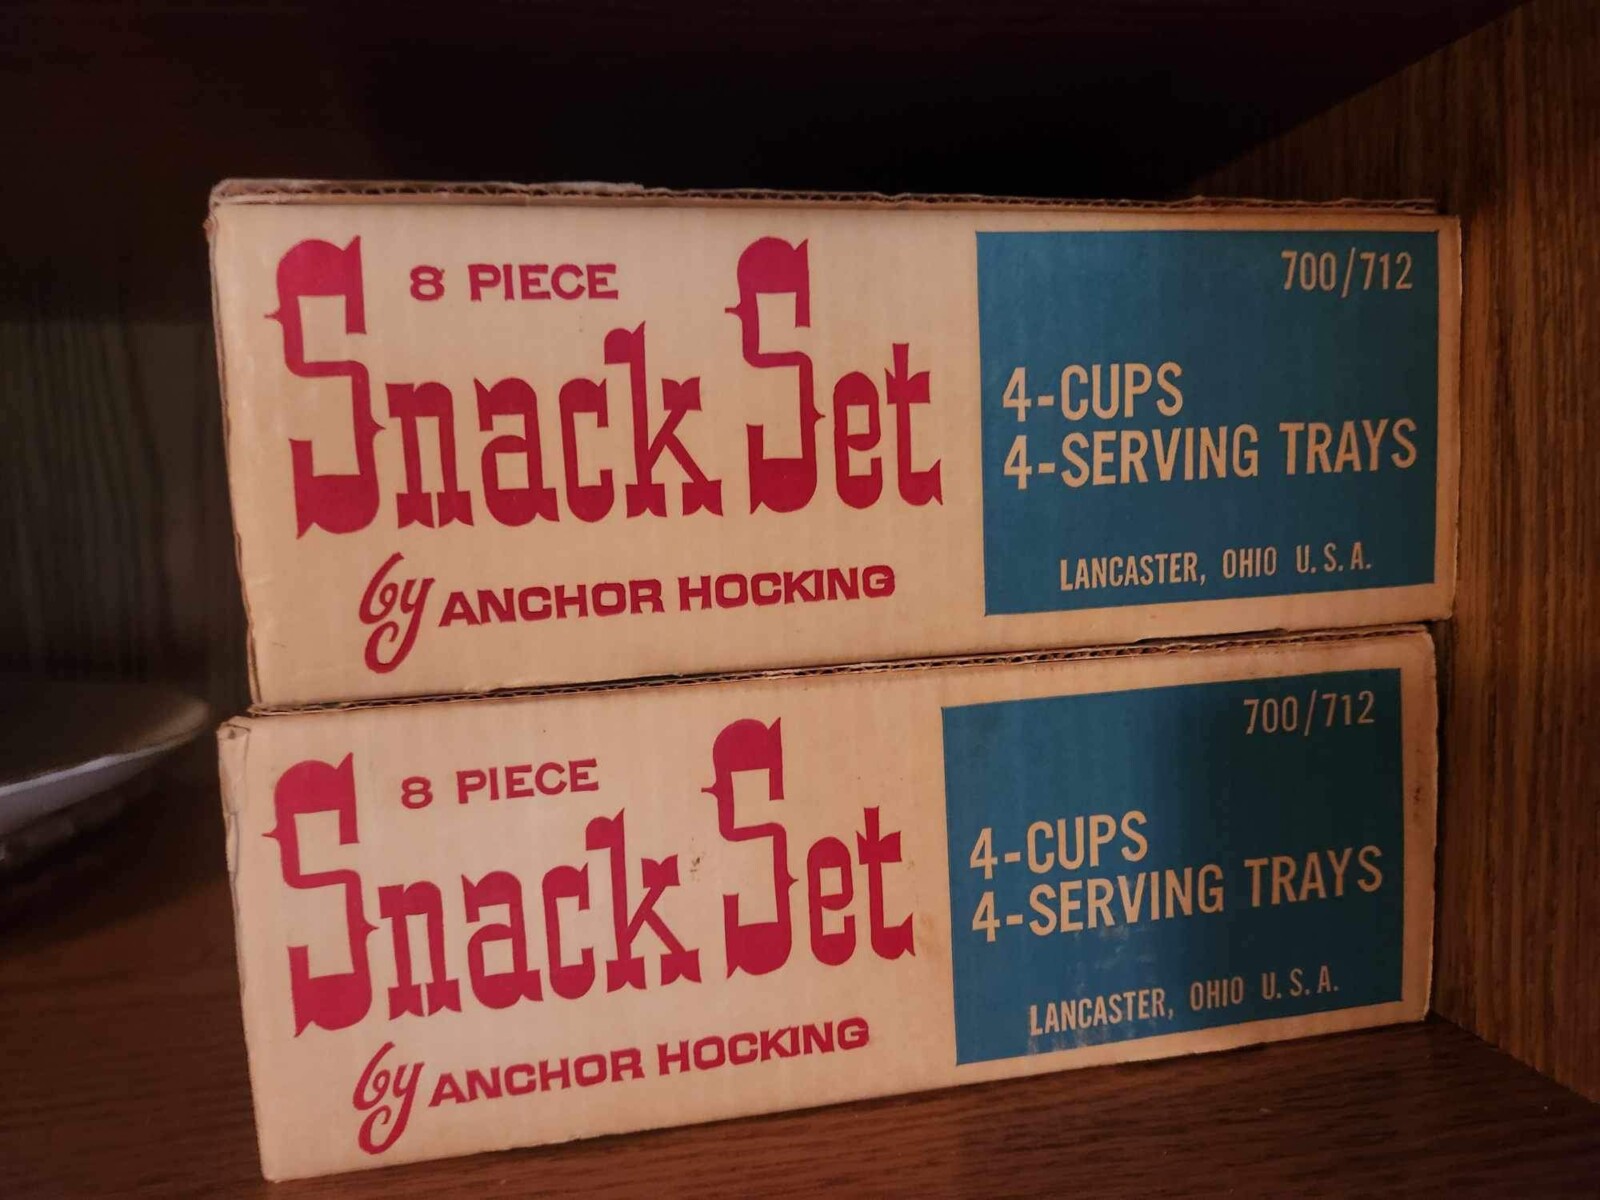 8 PIECE
Snack Set
by ANCHOR HOCKING
700/712
4-CUPS
4-SERVING TRAYS
LANCASTER, OHIO U.S.A.
8 PIECE
Snack Set
by ANCHOR HOCKING
700/712
4-CUPS
4-SERVING TRAYS
LANCASTER, OHIO U.S.A.